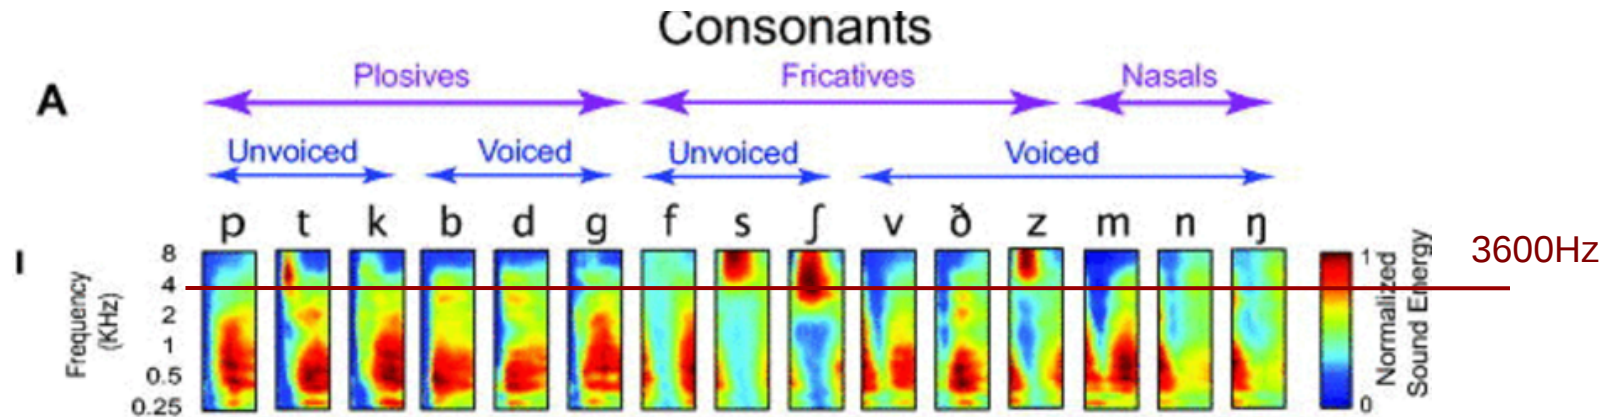 Consonants
A
Plosives Fricatives Nasals
Unvoiced Voiced Unvoiced Voiced
p t k b d g f s ʃ v ð z m n ŋ
I
Frequency
(KHz)
8
4
2
1
0.5
0.25
1
0
Normalized
Sound Energy
3600Hz